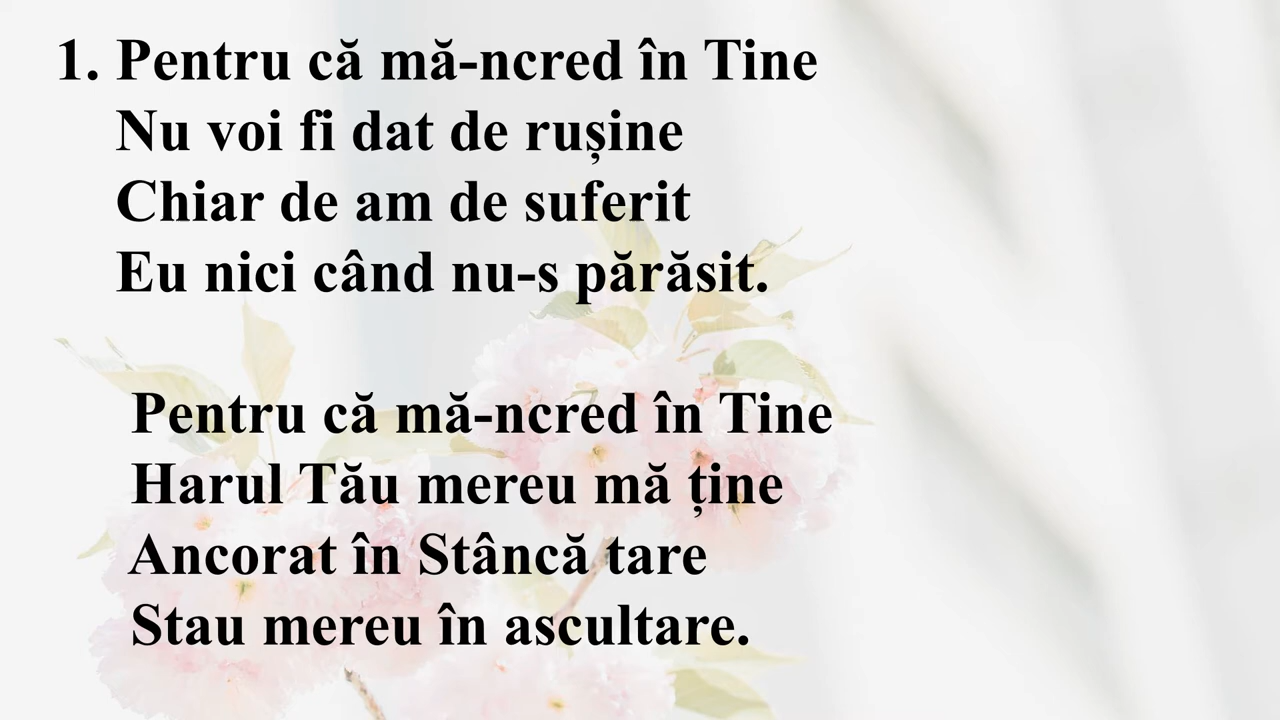 1. Pentru că mă-ncred în Tine
Nu voi fi dat de rușine
Chiar de am de suferit
Eu nici când nu-s părăsit.
Pentru că mă-ncred în Tine
Harul Tău mereu mă ține
Ancorat în Stâncă tare
Stau mereu în ascultare.